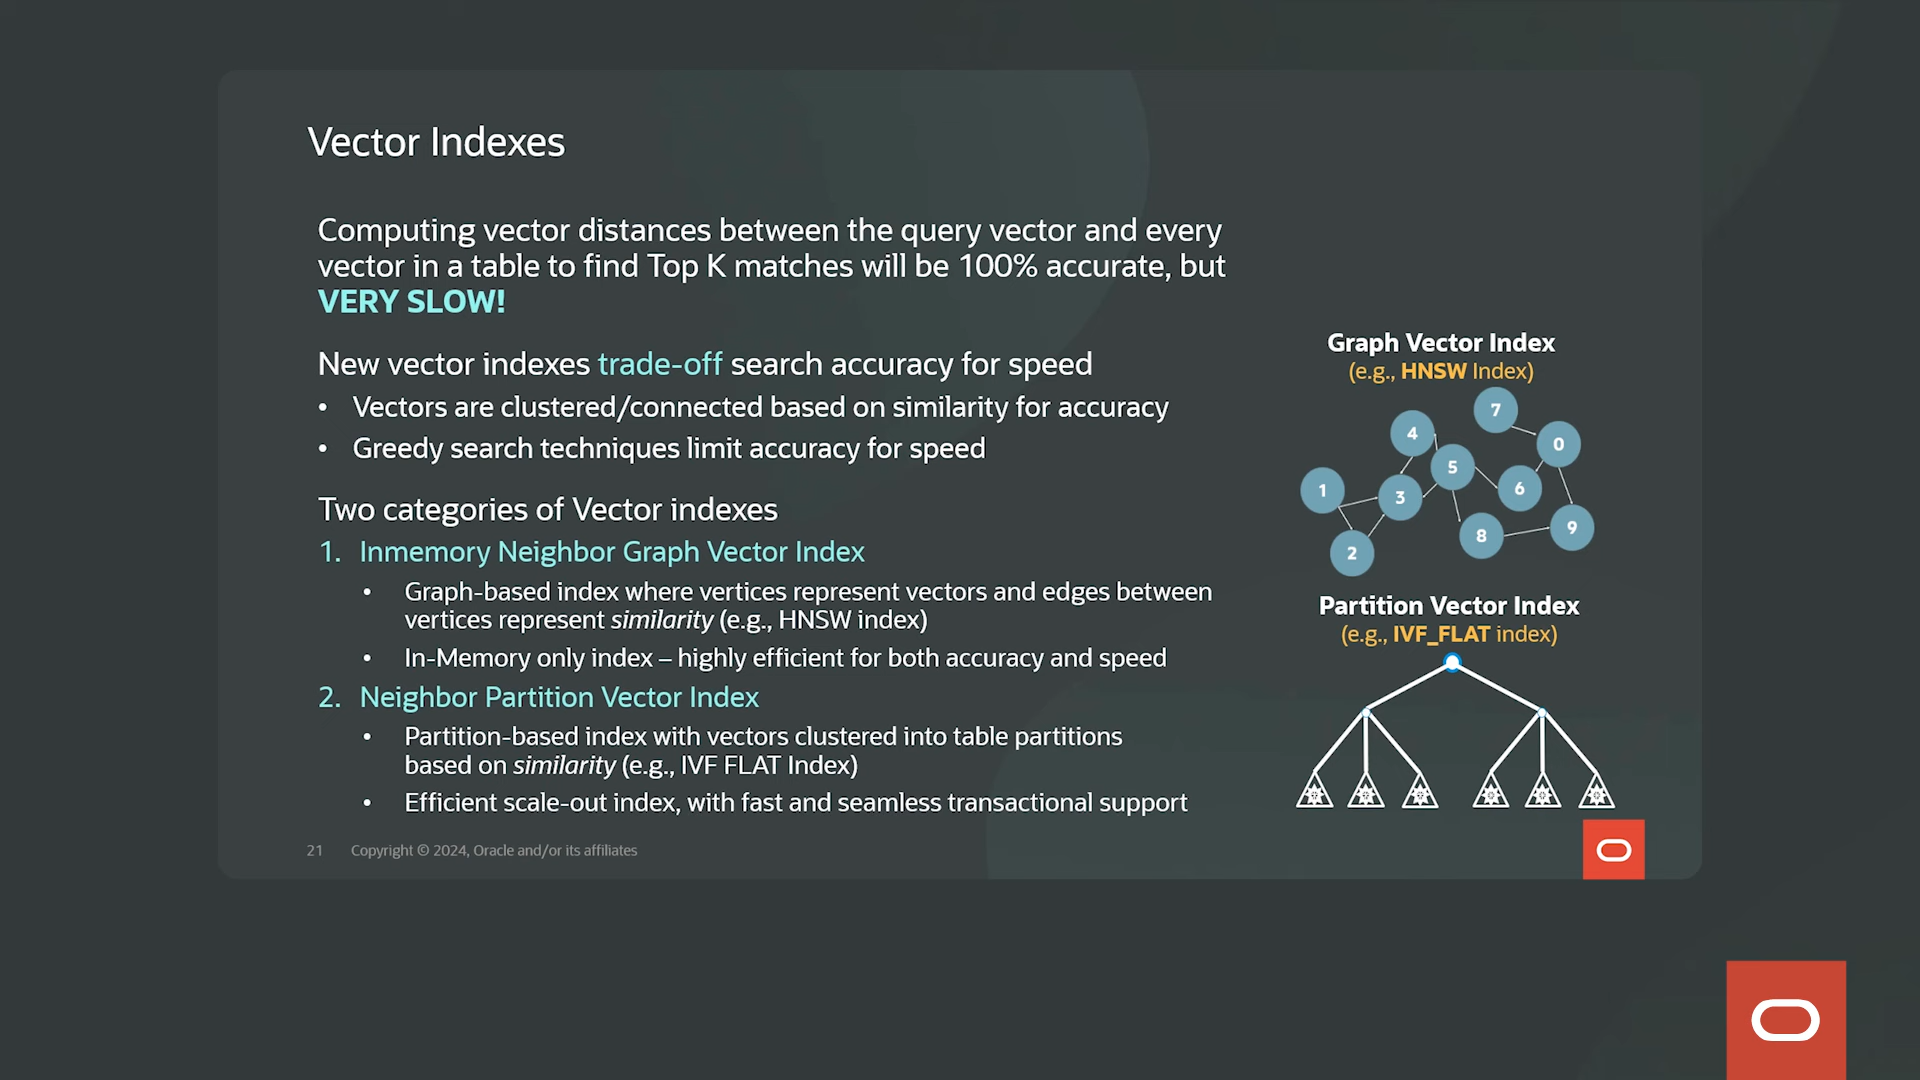 Vector Indexes
Computing vector distances between the query vector and every
vector in a table to find Top K matches will be 100% accurate, but
VERY SLOW!
New vector indexes trade-off search accuracy for speed
• Vectors are clustered/connected based on similarity for accuracy
• Greedy search techniques limit accuracy for speed
Two categories of Vector indexes
1. Inmemory Neighbor Graph Vector Index
• Graph-based index where vertices represent vectors and edges between
vertices represent similarity (e.g., HNSW index)
• In-Memory only index – highly efficient for both accuracy and speed
2. Neighbor Partition Vector Index
• Partition-based index with vectors clustered into table partitions
based on similarity (e.g., IVF FLAT Index)
• Efficient scale-out index, with fast and seamless transactional support
Graph Vector Index
(e.g., HNSW Index)
7
4
0
5
1
3
6
8
9
2
Partition Vector Index
(e.g., IVF_FLAT index)
21 Copyright © 2024, Oracle and/or its affiliates